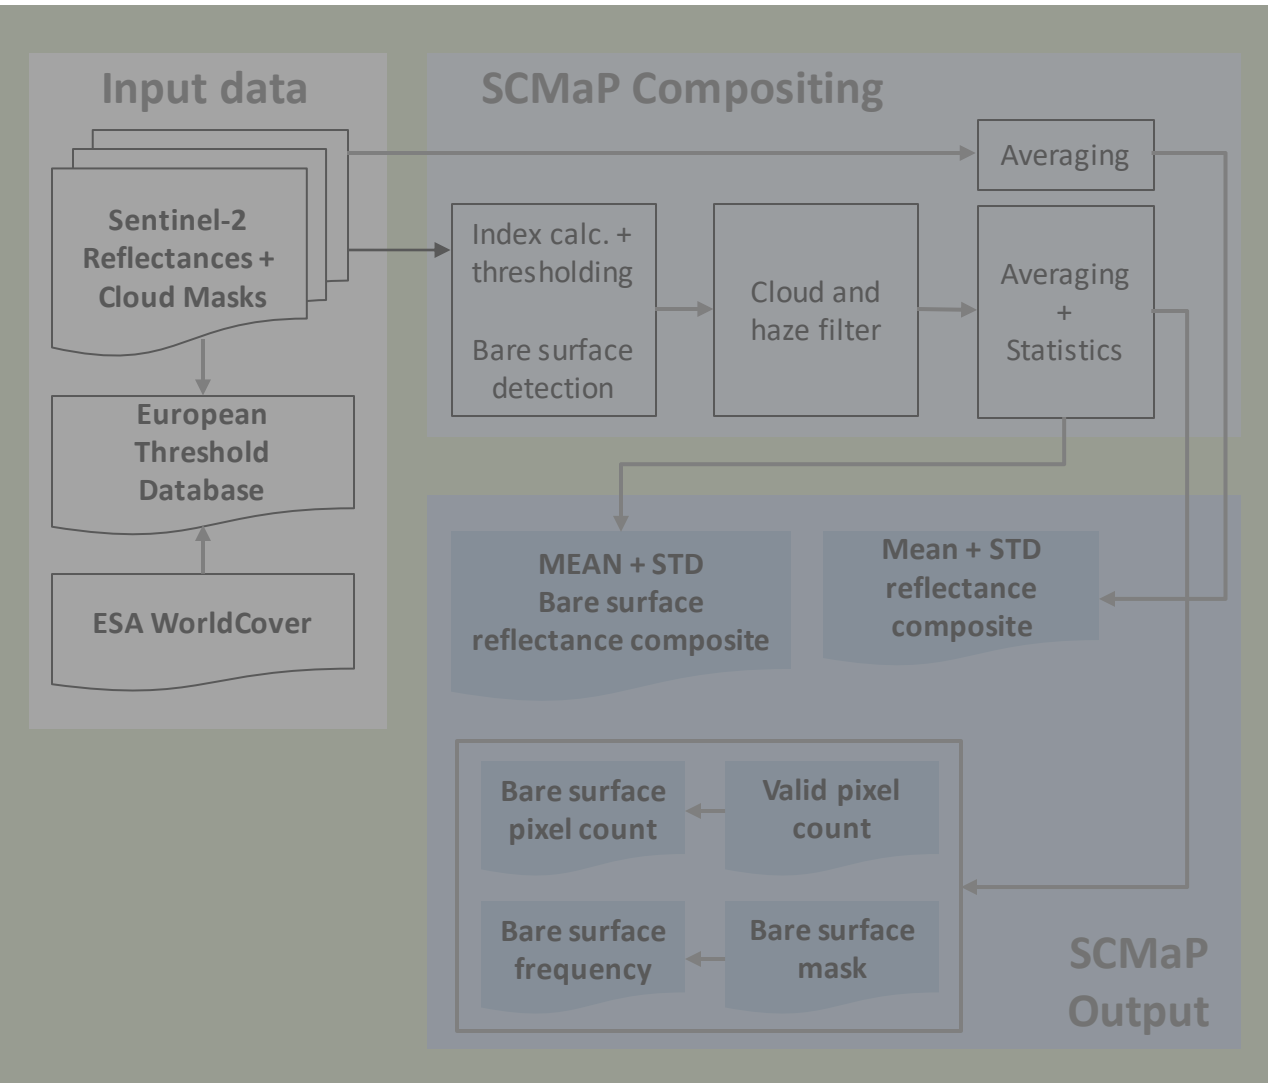 Input data
Sentinel-2
Reflectances +
Cloud Masks
European
Threshold
Database
ESA WorldCover
SCMaP Compositing
Averaging
Index calc. +
thresholding
Bare surface
detection
Cloud and
haze filter
Averaging
+
Statistics
MEAN + STD
Bare surface
reflectance composite
Mean + STD
reflectance
composite
Bare surface
pixel count
Valid pixel
count
Bare surface
frequency
Bare surface
mask
SCMaP
Output